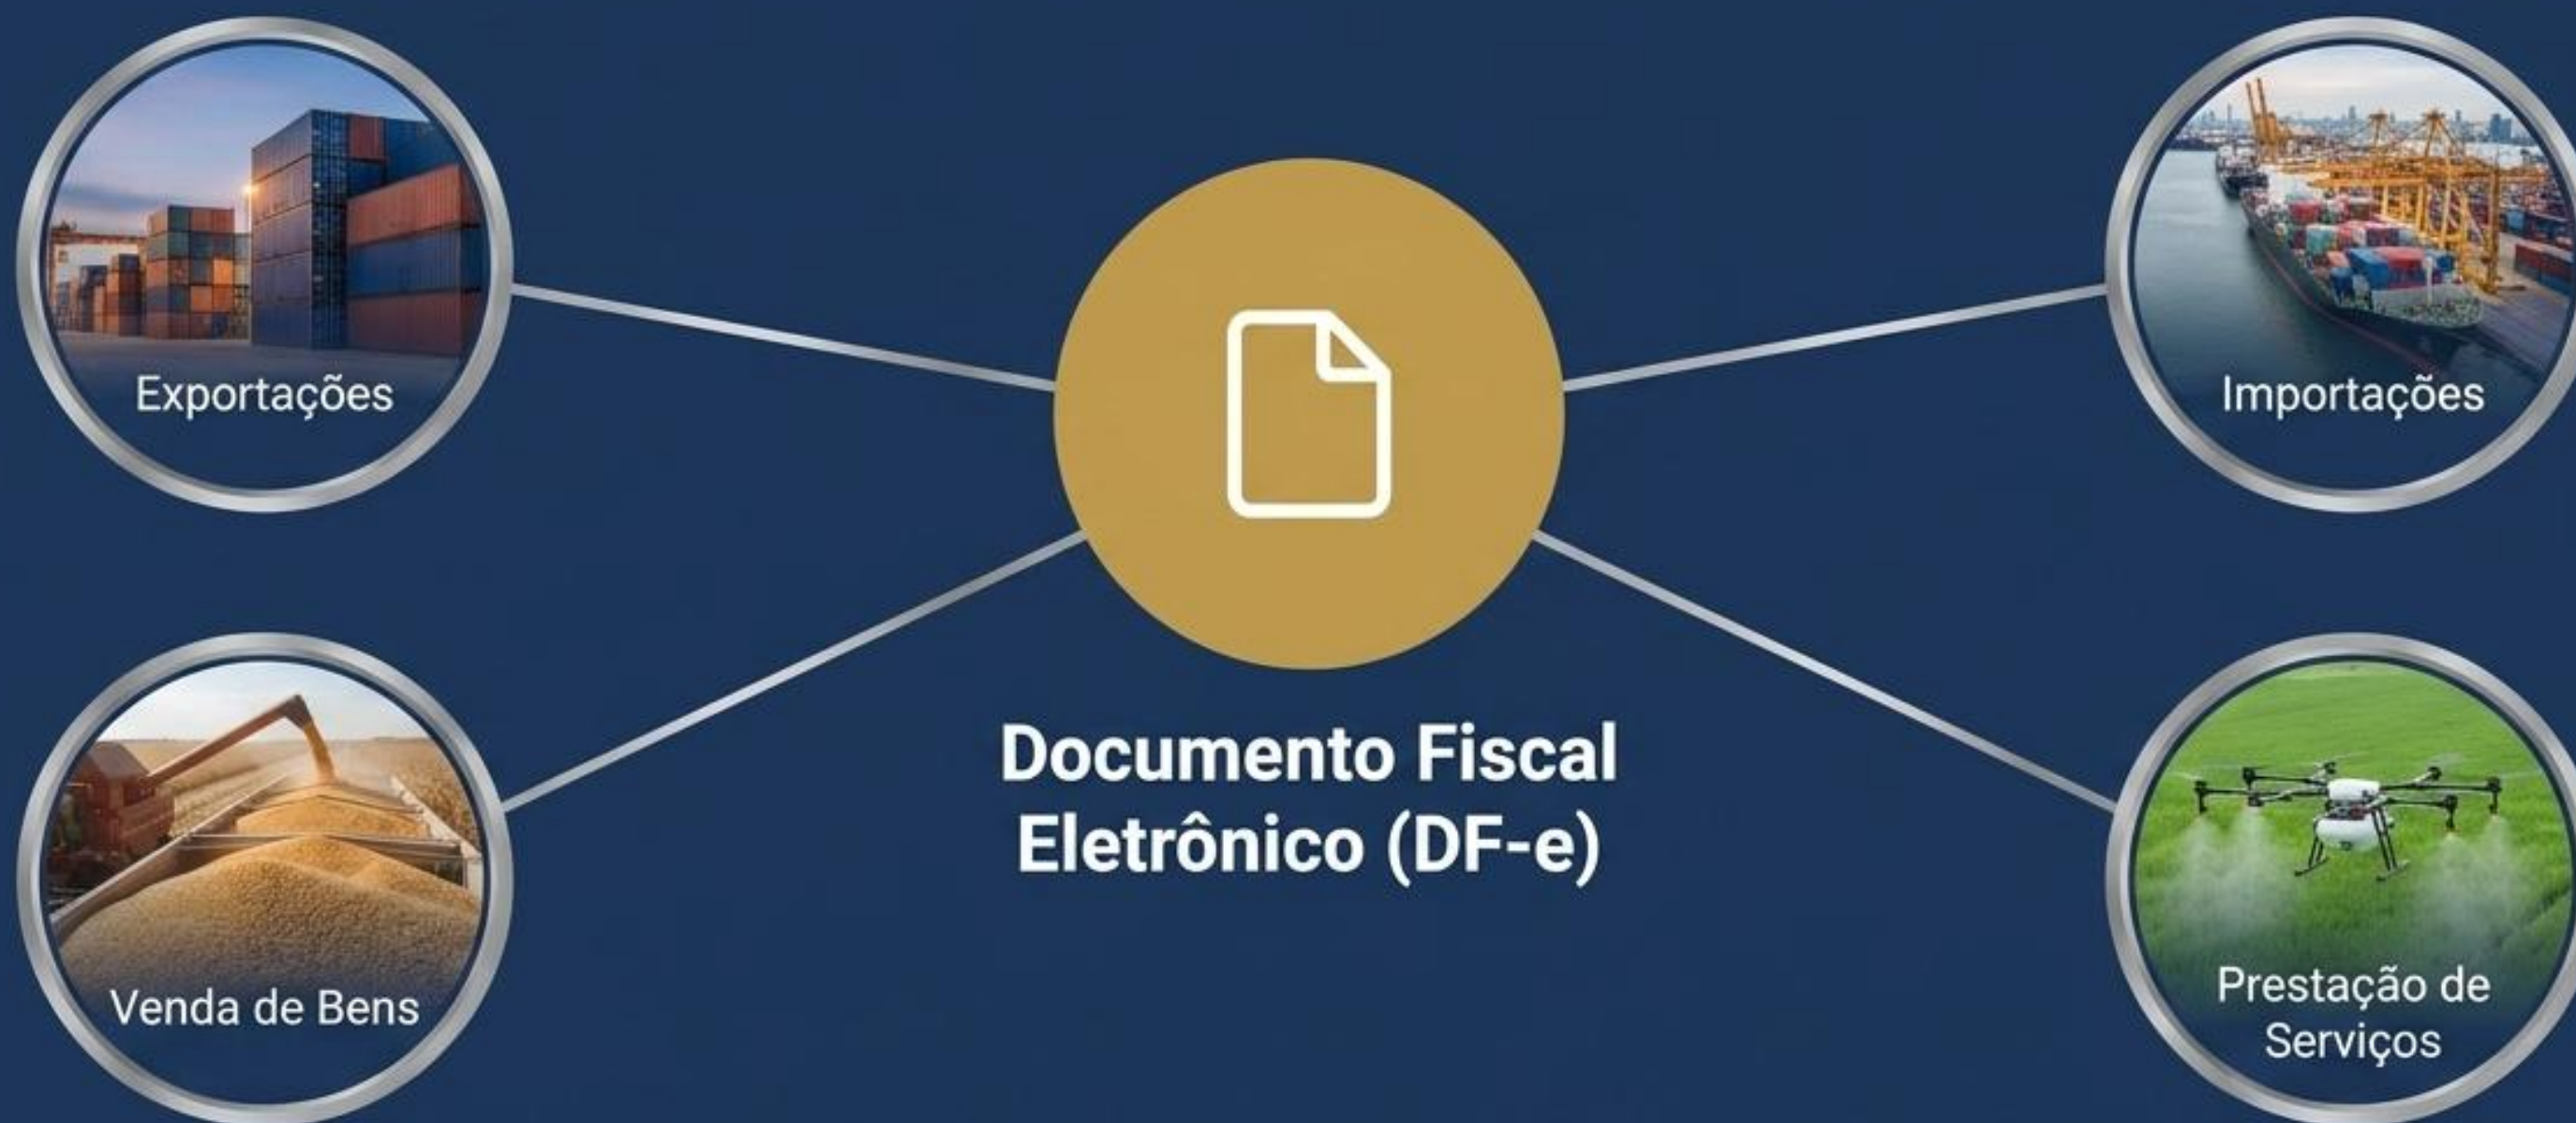 Exportações
Importações
Documento Fiscal
Eletrônico (DF-e)
Venda de Bens
Prestação de
Serviços